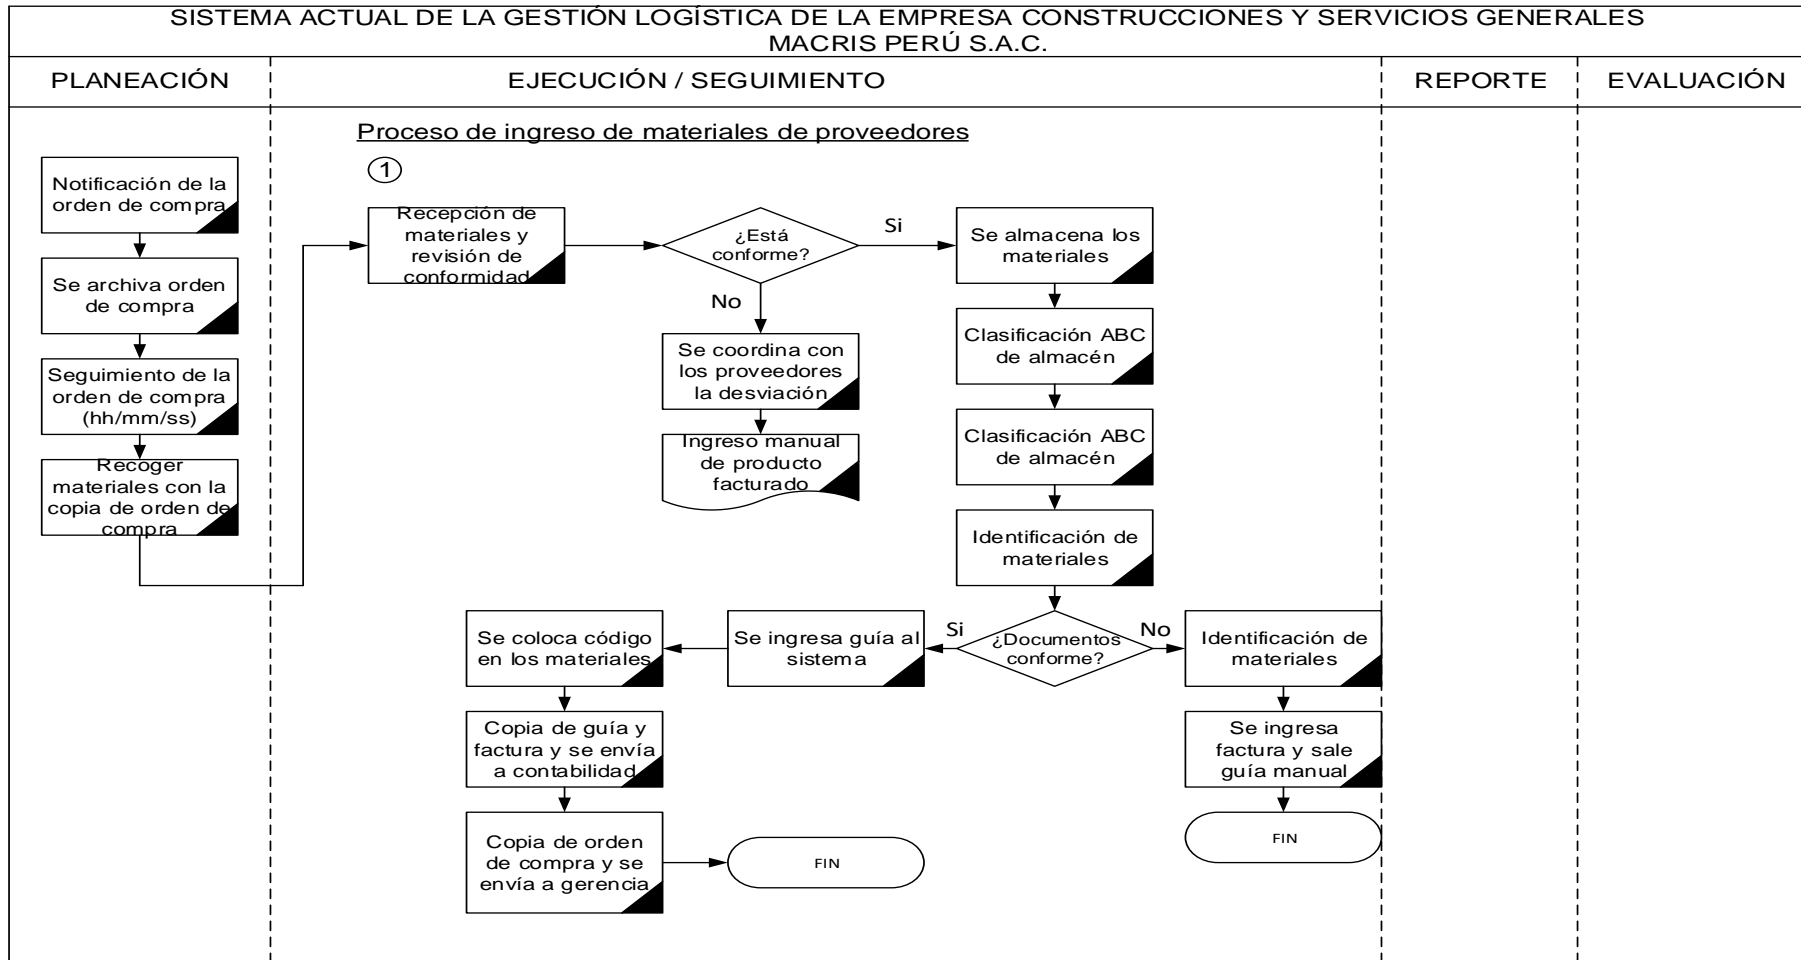 SISTEMA ACTUAL DE LA GESTIÓN LOGÍSTICA DE LA EMPRESA CONSTRUCCIONES Y SERVICIOS GENERALES
MACRIS PERÚ S.A.C.
PLANEACIÓN
EJECUCIÓN / SEGUIMIENTO
REPORTE
EVALUACIÓN
Notificación de la
orden de compra
Se archiva orden
de compra
Seguimiento de la
orden de compra
(hh/mm/ss)
Recoger
materiales con la
copia de orden de
compra
Proceso de ingreso de materiales de proveedores
1
Recepción de
materiales y
revisión de
conformidad
¿Está
conforme?
Si
No
Se almacena los
materiales
Se coordina con
los proveedores
la desviación
Ingreso manual
de producto
facturado
Clasificación ABC
de almacén
Clasificación ABC
de almacén
Identificación de
materiales
¿Documentos
conforme?
Si
No
Se ingresa guía al
sistema
Se coloca código
en los materiales
Copia de guía y
factura y se envía
a contabilidad
Copia de orden
de compra y se
envía a gerencia
FIN
Identificación de
materiales
Se ingresa
factura y sale
guía manual
FIN